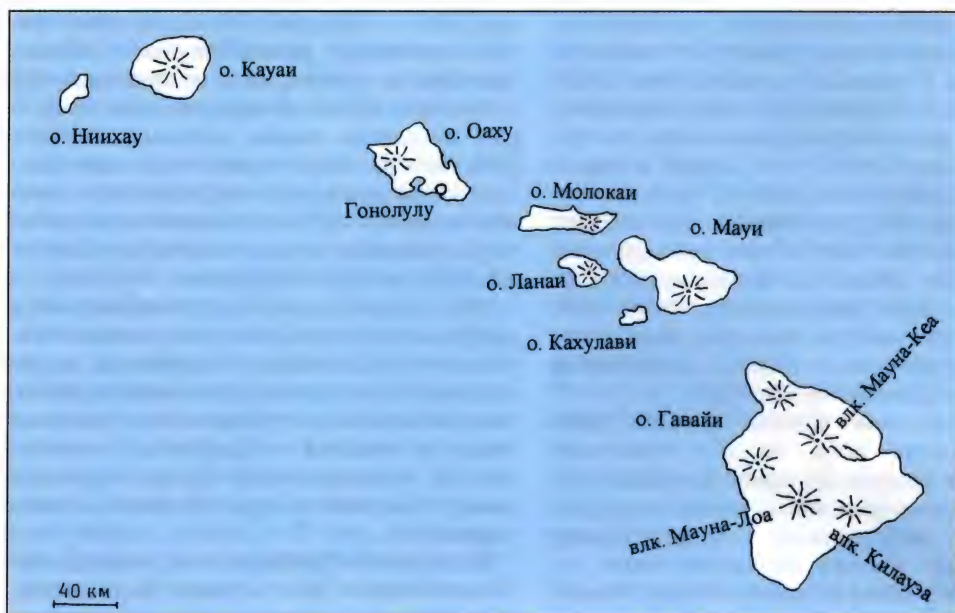 о. Кауаи
о. Ниихау
о. Оаху
Гонолулу
о. Молокаи
о. Мауи
о. Ланаи
о. Кахулави
влк. Мауна-Кеа
о. Гавайи
влк. Мауна-Лоа
влк. Килауэа
40 км